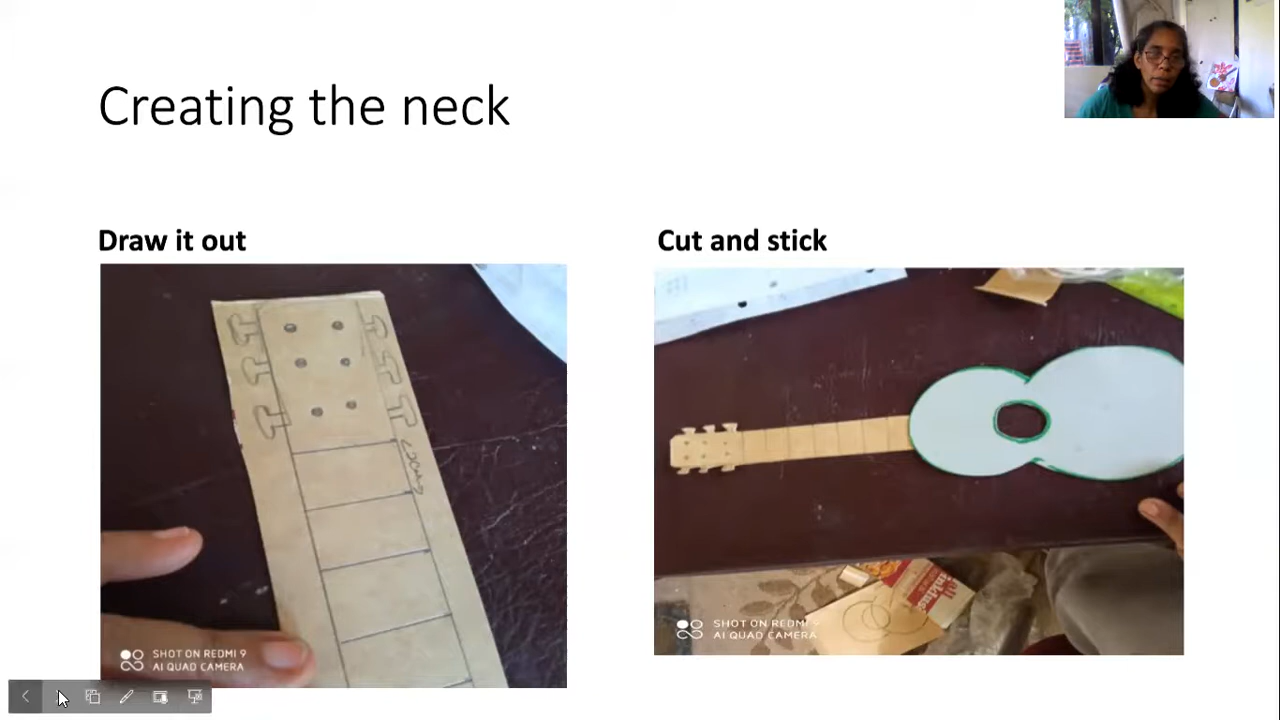 Creating the neck
Draw it out
Cut and stick
SHOT ON REDMI 9
AI QUAD CAMERA
SHOT ON REDMI 9
AI QUAD CAMERA